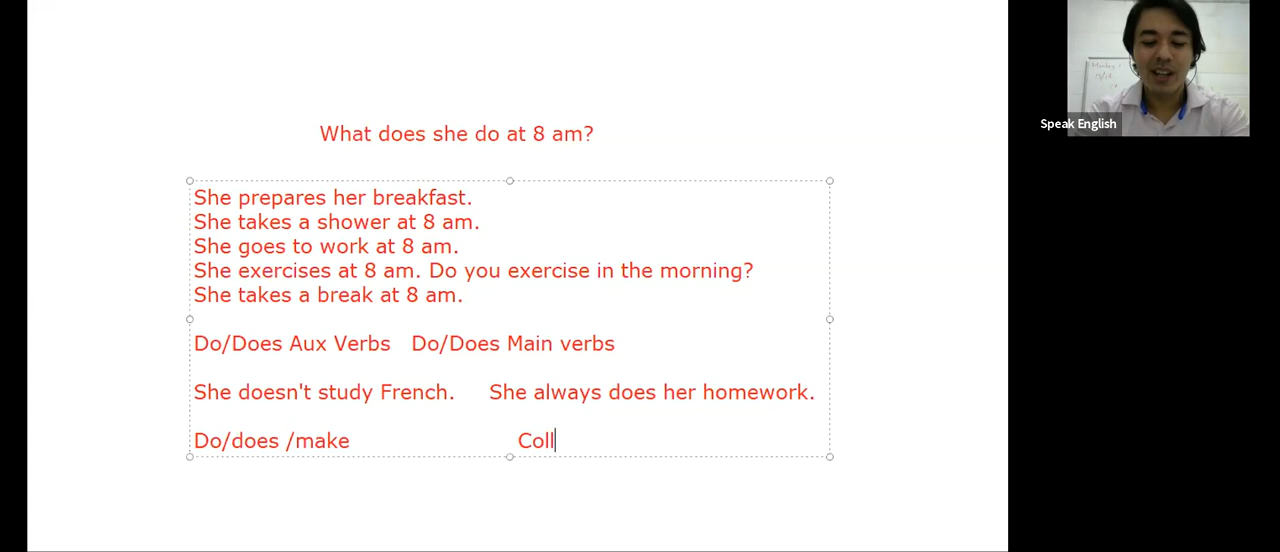 What does she do at 8 am?
She prepares her breakfast.
She takes a shower at 8 am.
She goes to work at 8 am.
She exercises at 8 am. Do you exercise in the morning?
She takes a break at 8 am.
Do/Does Aux Verbs Do/Does Main verbs
She doesn't study French. She always does her homework.
Do/does /make Coll
Monday
Speak English